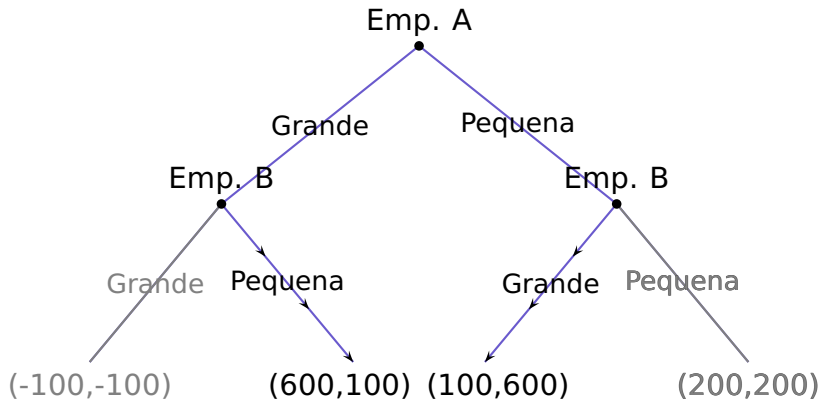 Emp. A
Grande
Pequena
Emp. B
Emp. B
Grande
Pequena
Grande
Pequena
(-100,-100)
(600,100)
(100,600)
(200,200)